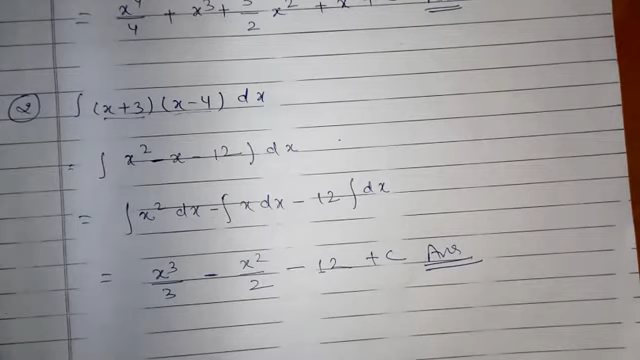 = x⁴/4 + x³ + 5/2 x² + x
② ∫ (x+3) (x-4) dx
= ∫ x² - x - 12) dx
= ∫ x² dx - ∫ x dx - 12 ∫ dx
= x³/3 - x²/2 - 12 + C Ans